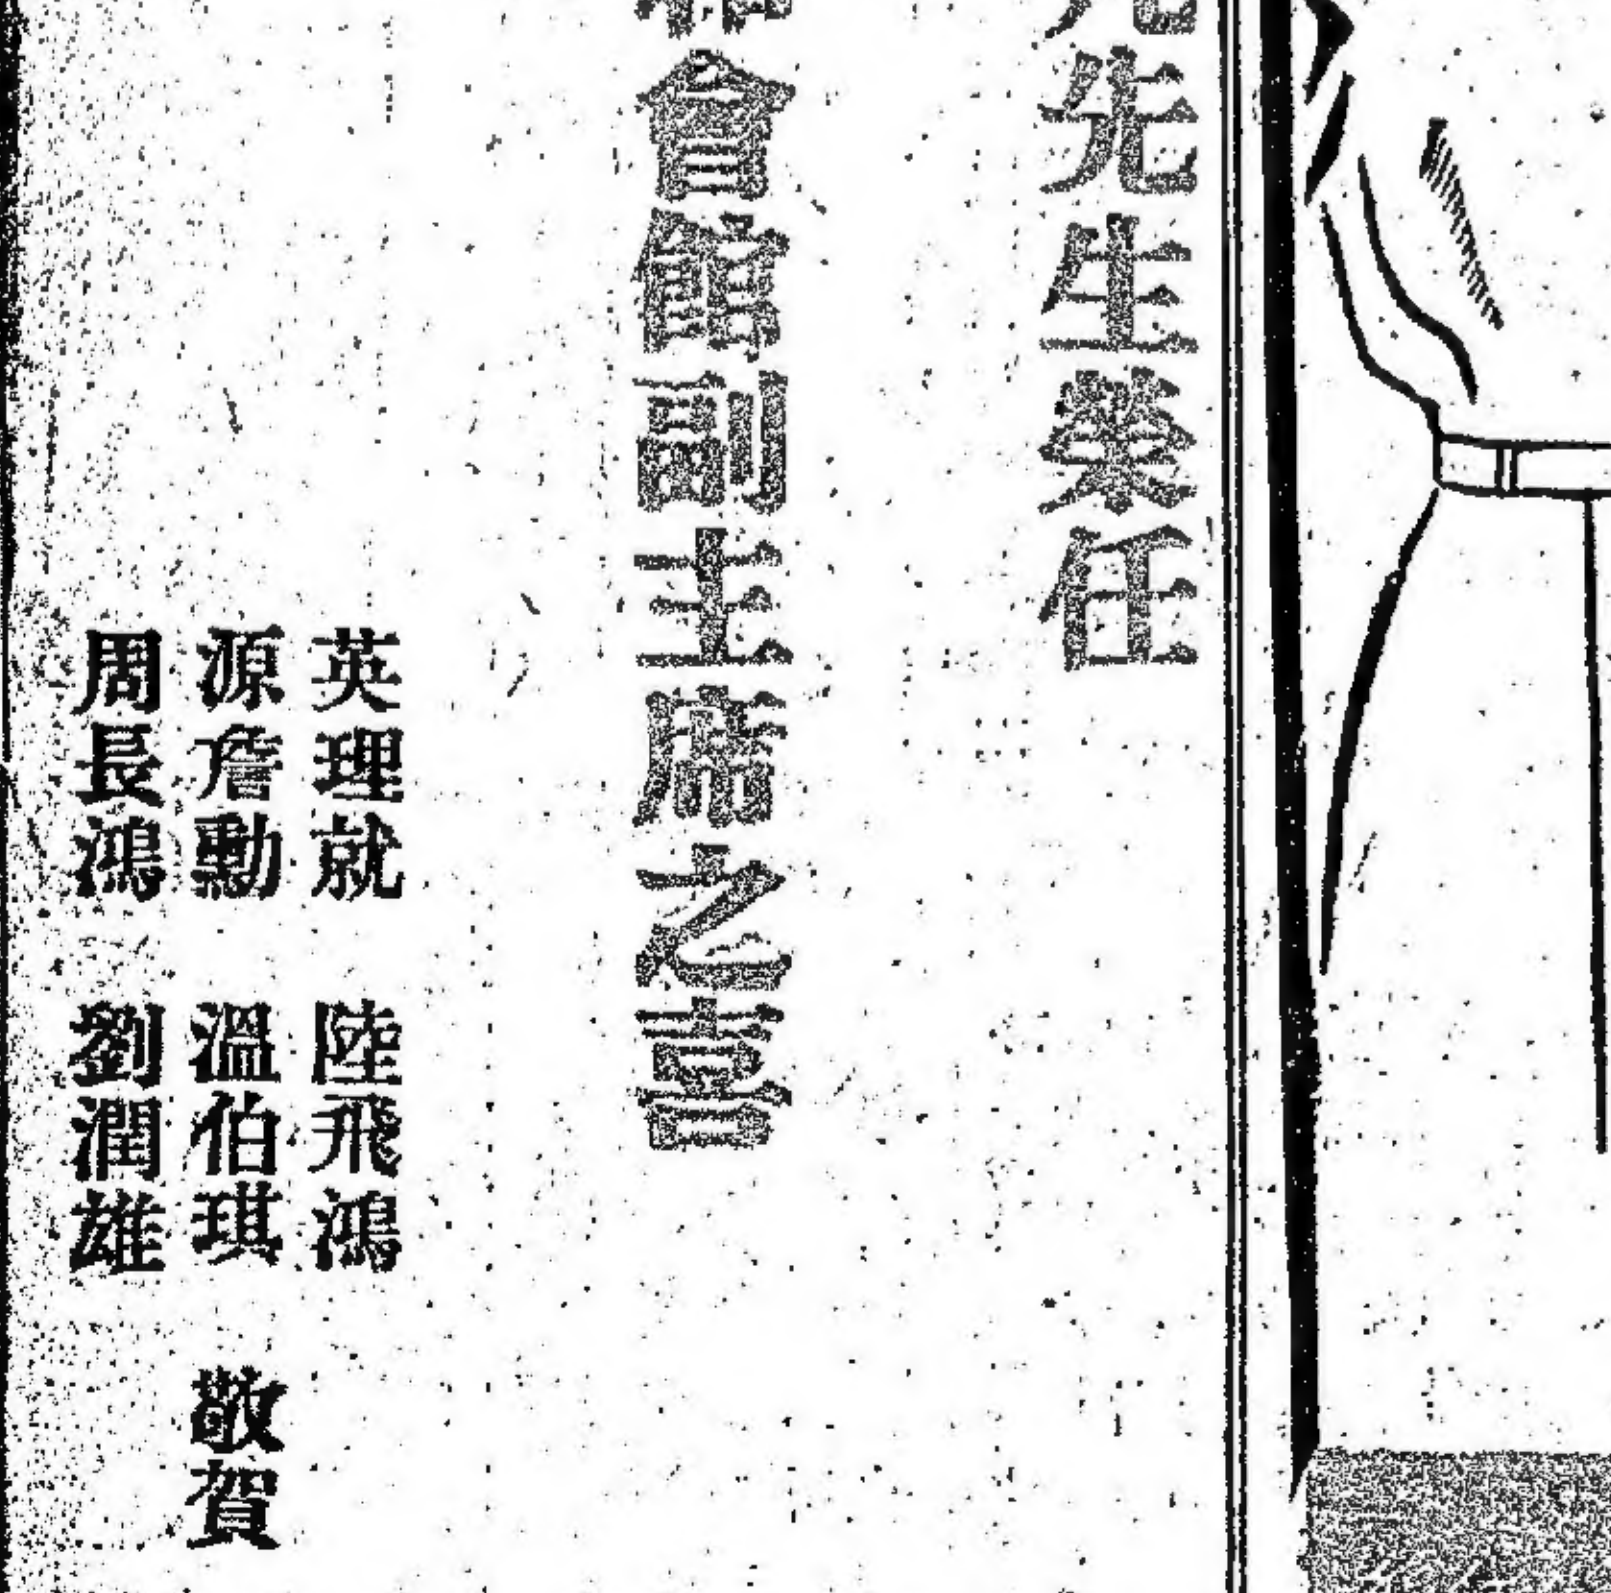 先生榮任
會館副主席之喜
英理就 陸飛鴻
源詹勳 溫伯琪 敬賀
周長鴻 劉潤雄